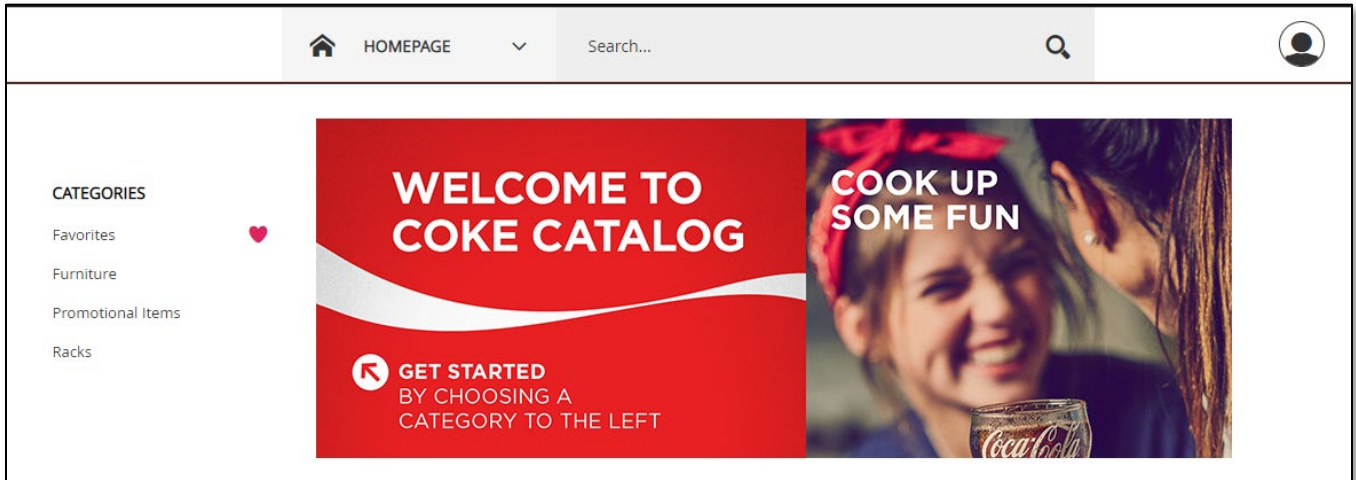 HOMEPAGE
Search...
CATEGORIES
Favorites
Furniture
Promotional Items
Racks
WELCOME TO
COKE CATALOG
GET STARTED
BY CHOOSING A
CATEGORY TO THE LEFT
COOK UP
SOME FUN
Coca-Cola